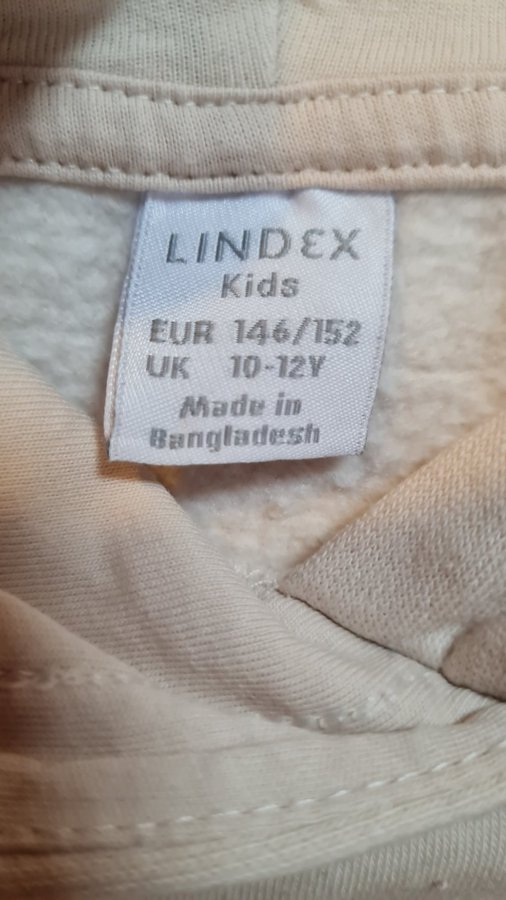 LINDEX
Kids
EUR 146/152
UK 10-12Y
Made in
Bangladesh